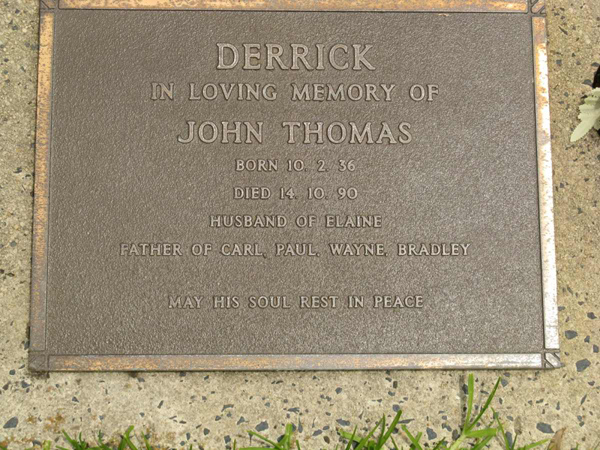 DERRICK
IN LOVING MEMORY OF
JOHN THOMAS
BORN 10. 2. 36
DIED 14. 10. 90
HUSBAND OF ELAINE
FATHER OF CARL, PAUL, WAYNE, BRADLEY
MAY HIS SOUL REST IN PEACE